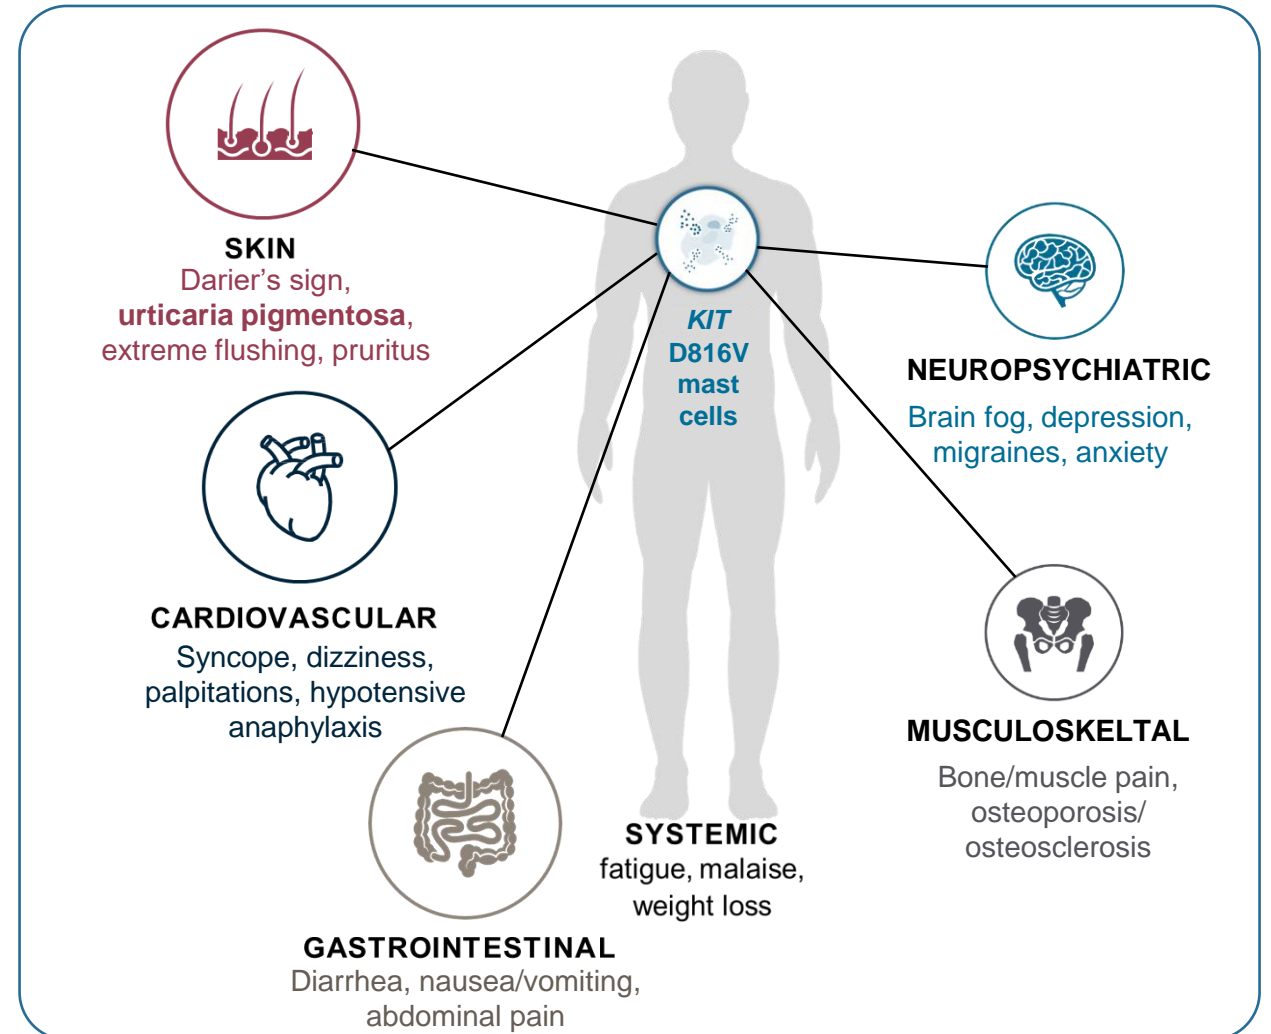 SKIN
Darier's sign,
urticaria pigmentosa,
extreme flushing, pruritus
KIT
D816V
mast
cells
NEUROPSYCHIATRIC
Brain fog, depression,
migraines, anxiety
CARDIOVASCULAR
Syncope, dizziness,
palpitations, hypotensive
anaphylaxis
MUSCULOSKELTAL
Bone/muscle pain,
osteoporosis/
osteosclerosis
SYSTEMIC
fatigue, malaise,
weight loss
GASTROINTESTINAL
Diarrhea, nausea/vomiting,
abdominal pain